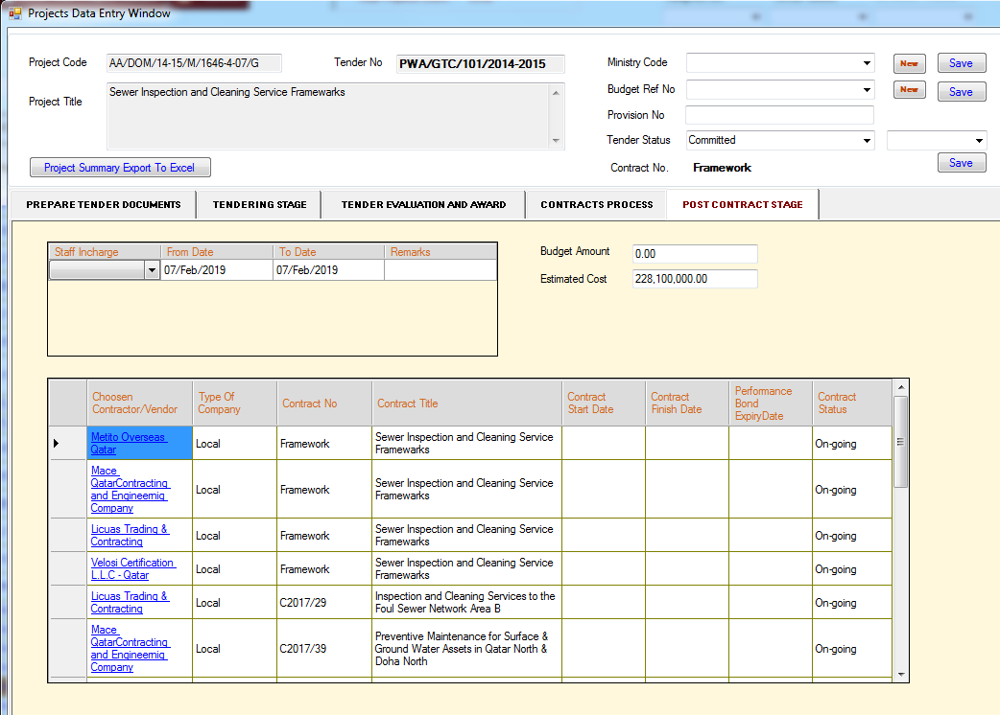 Projects Data Entry Window
Project Code AA/DOM/14-15/M/1646-4-07/G Tender No PWA/GTC/101/2014-2015 Ministry Code New Save
Project Title Sewer Inspection and Cleaning Service Framewarks Budget Ref No New Save
Provision No
Tender Status Committed
Project Summary Export To Excel Contract No. Framework Save
PREPARE TENDER DOCUMENTS TENDERING STAGE TENDER EVALUATION AND AWARD CONTRACTS PROCESS POST CONTRACT STAGE
Staff Incharge From Date To Date Remarks
07/Feb/2019 07/Feb/2019
Budget Amount 0.00
Estimated Cost 228,100,000.00
Choosen
Contractor/Vendor
Type Of
Company
Contract No
Contract Title
Contract
Start Date
Contract
Finish Date
Performance
Bond
ExpiryDate
Contract
Status
Metito Overseas
Qatar
Local
Framework
Sewer Inspection and Cleaning Service
Framewarks
On-going
Mace
QatarContracting
and Engineernig
Company
Local
Framework
Sewer Inspection and Cleaning Service
Framewarks
On-going
Licuas Trading &
Contracting
Local
Framework
Sewer Inspection and Cleaning Service
Framewarks
On-going
Velosi Certification
L.L.C - Qatar
Local
Framework
Sewer Inspection and Cleaning Service
Framewarks
On-going
Licuas Trading &
Contracting
Local
C2017/29
Inspection and Cleaning Services to the
Foul Sewer Network Area B
On-going
Mace
QatarContracting
and Engineernig
Company
Local
C2017/39
Preventive Maintenance for Surface &
Ground Water Assets in Qatar North &
Doha North
On-going